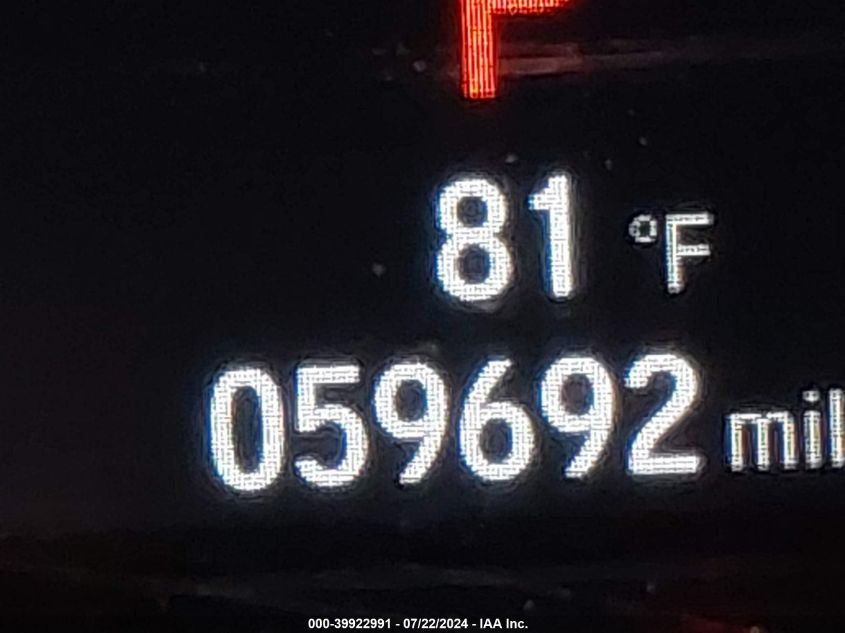 P
81 °F
059692 mil
000-39922991 - 07/22/2024 - IAA Inc.